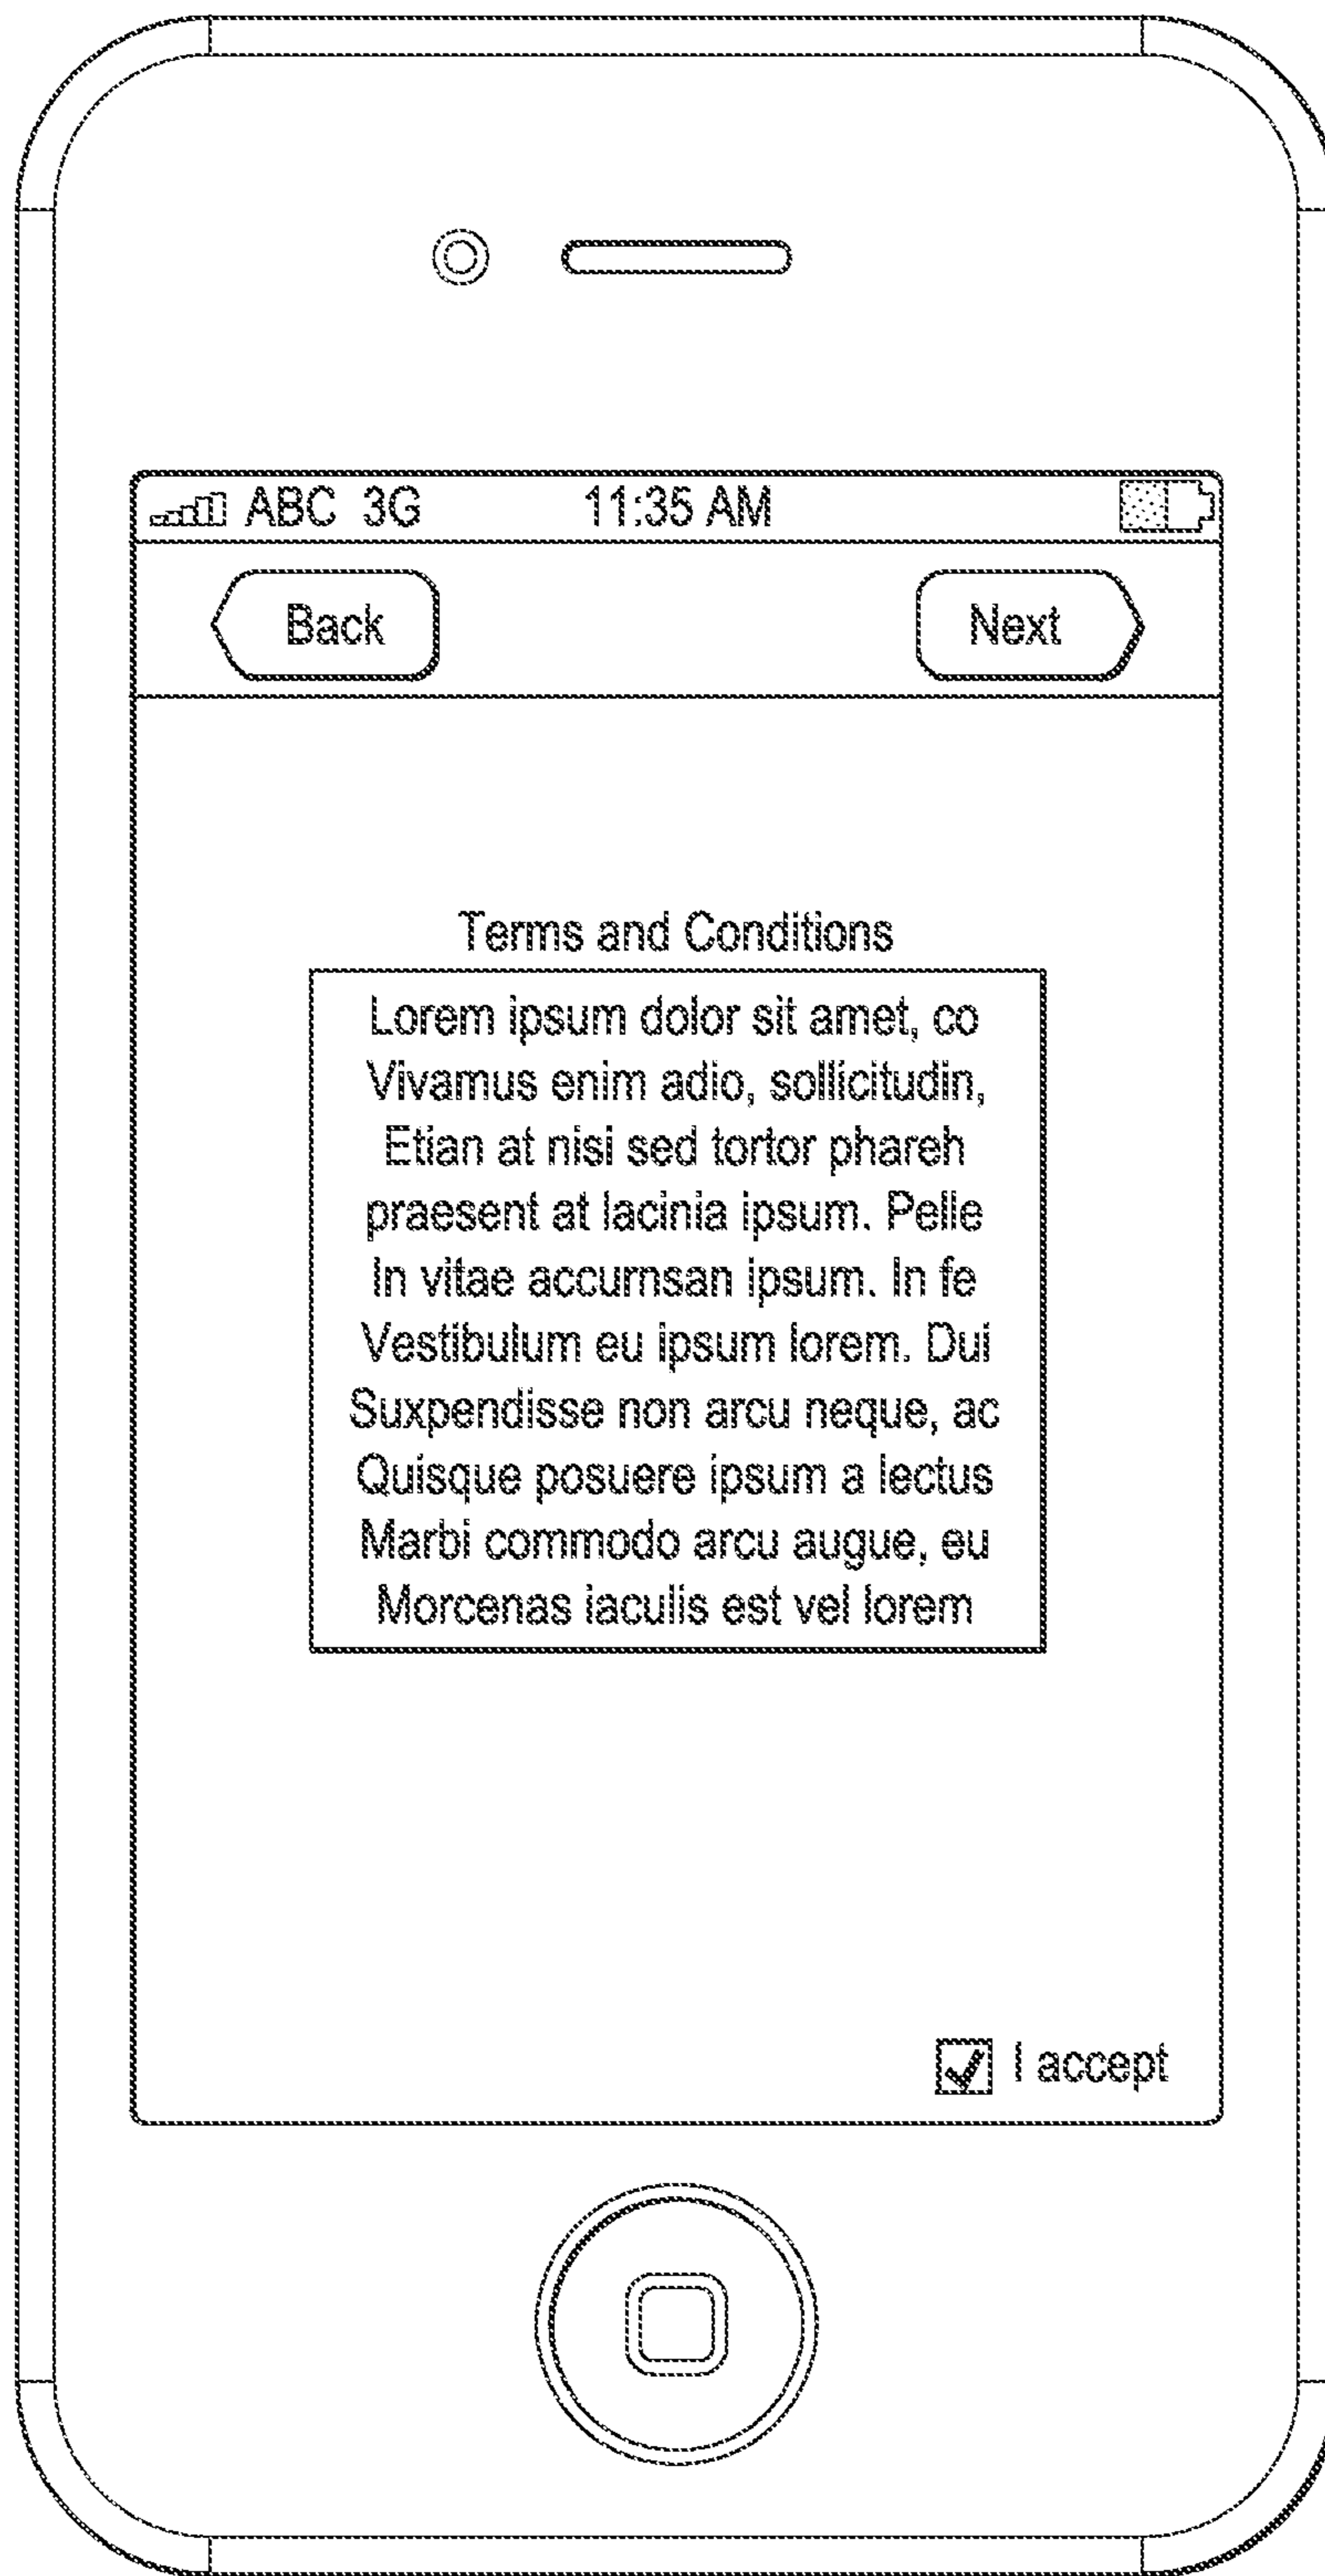 ABC 3G 11:35 AM
Back Next
Terms and Conditions
Lorem ipsum dolor sit amet, co
Vivamus enim adio, sollicitudin,
Etian at nisi sed tortor phareh
praesent at lacinia ipsum. Pelle
In vitae accumsan ipsum. In fe
Vestibulum eu ipsum lorem. Dui
Suxpendisse non arcu neque, ac
Quisque posuere ipsum a lectus
Marbi commodo arcu augue, eu
Morcenas iaculis est vel lorem
I accept